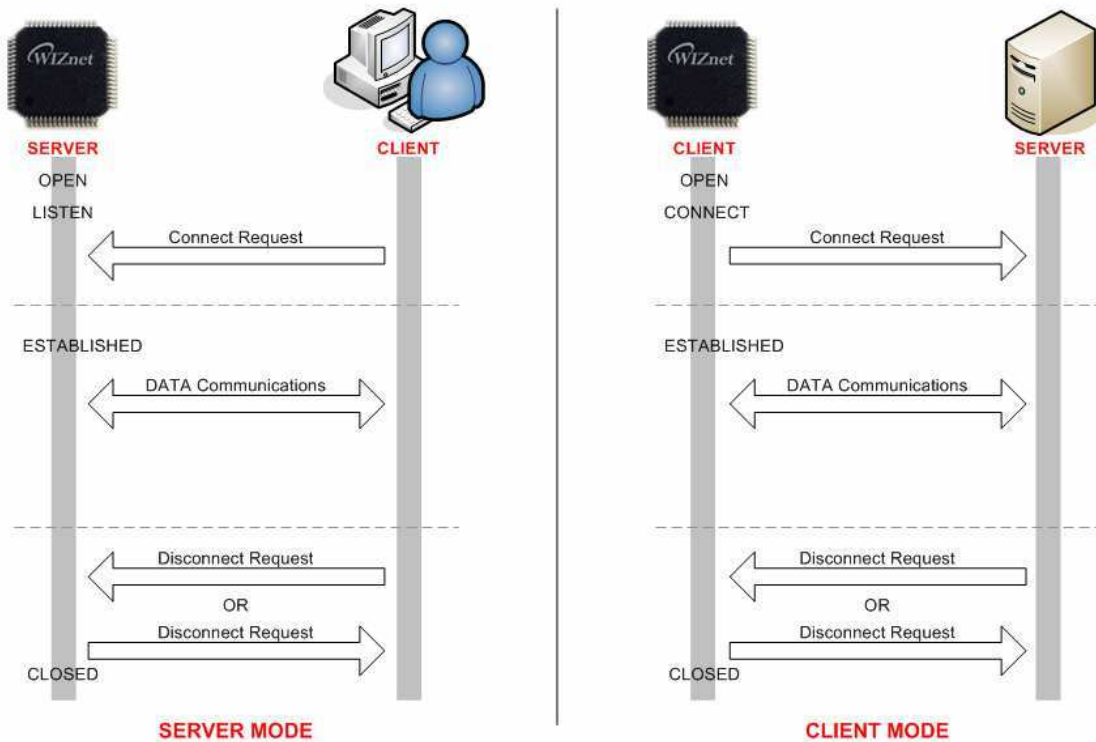 WIZnet
SERVER
CLIENT
OPEN
LISTEN
Connect Request
ESTABLISHED
DATA Communications
Disconnect Request
OR
Disconnect Request
CLOSED
SERVER MODE
WIZnet
CLIENT
SERVER
OPEN
CONNECT
Connect Request
ESTABLISHED
DATA Communications
Disconnect Request
OR
Disconnect Request
CLOSED
CLIENT MODE